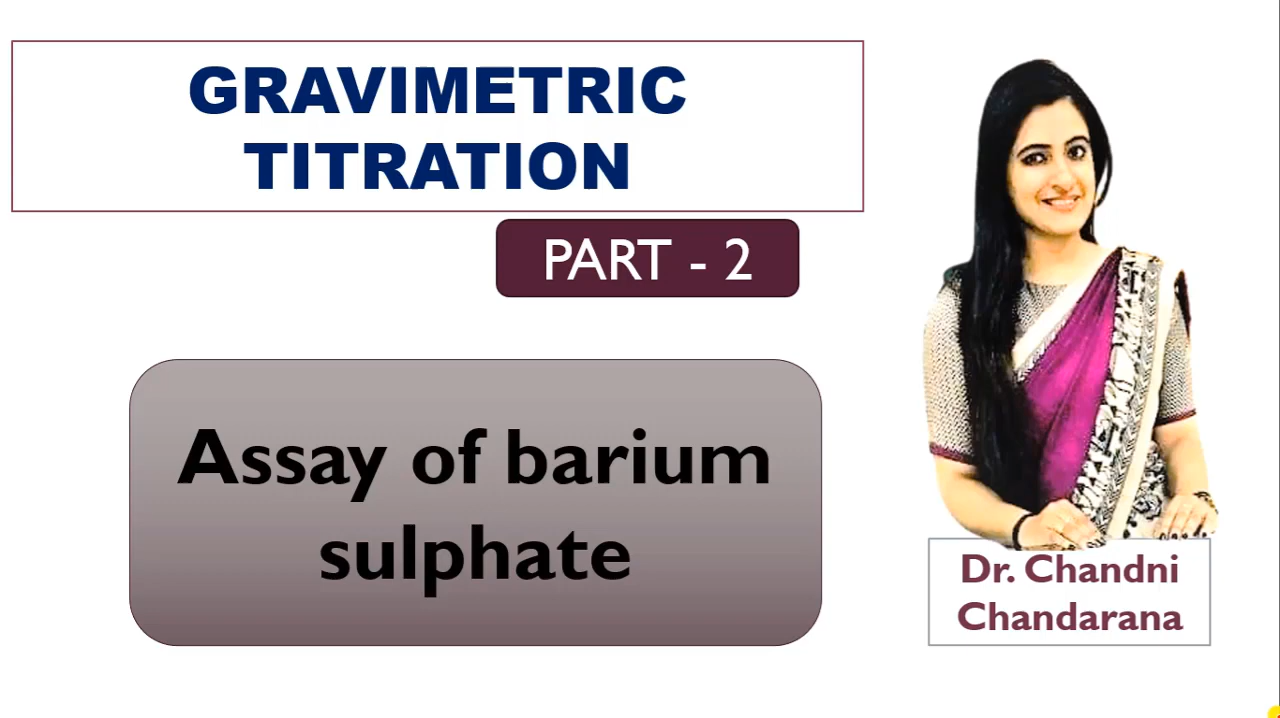 GRAVIMETRIC
TITRATION
PART - 2
Assay of barium
sulphate
Dr. Chandni
Chandarana